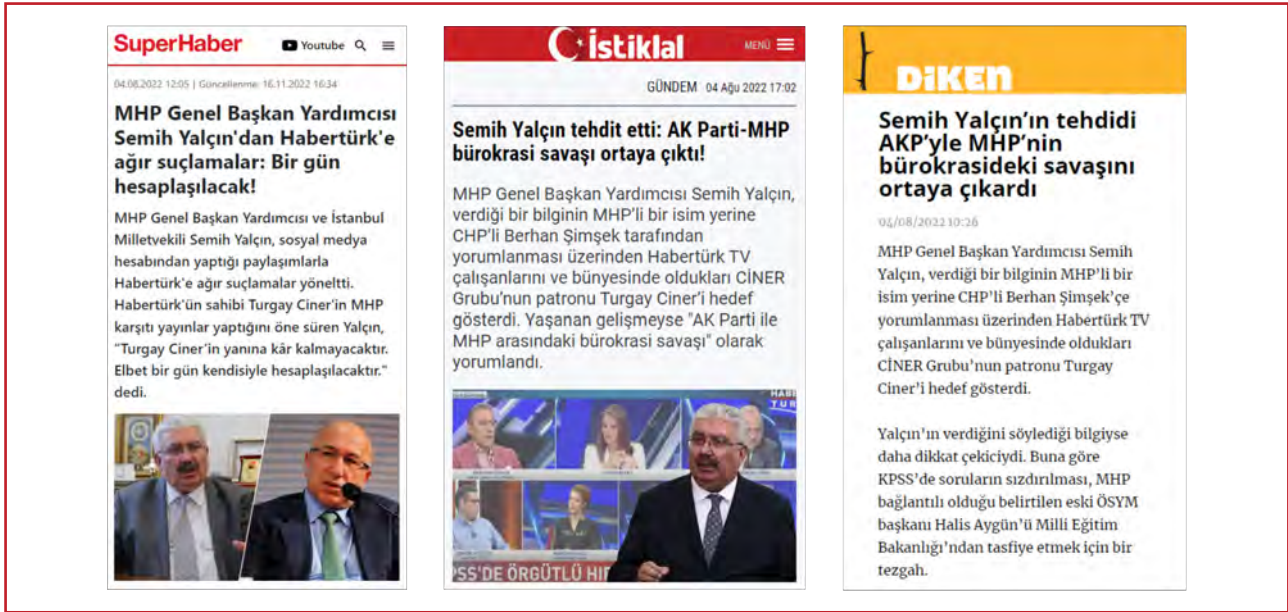 SuperHaber
Youtube
04.08.2022 12:05 | Güncellenme: 16.11.2022 16:34
MHP Genel Başkan Yardımcısı
Semih Yalçın'dan Habertürk'e
ağır suçlamalar: Bir gün
hesaplaşılacak!
MHP Genel Başkan Yardımcısı ve İstanbul
Milletvekili Semih Yalçın, sosyal medya
hesabından yaptığı paylaşımlarla
Habertürk'e ağır suçlamalar yöneltti.
Habertürk'ün sahibi Turgay Ciner'in MHP
karşıtı yayınlar yaptığını öne süren Yalçın,
"Turgay Ciner'in yanına kâr kalmayacaktır.
Elbet bir gün kendisiyle hesaplaşılacaktır."
dedi.
istiklal
MENÜ
GÜNDEM 04 Ağu 2022 17:02
Semih Yalçın tehdit etti: AK Parti-MHP
bürokrasi savaşı ortaya çıktı!
MHP Genel Başkan Yardımcısı Semih Yalçın,
verdiği bir bilginin MHP'li bir isim yerine
CHP'li Berhan Şimşek tarafından
yorumlanması üzerinden Habertürk TV
çalışanlarını ve bünyesinde oldukları CİNER
Grubu'nun patronu Turgay Ciner'i hedef
gösterdi. Yaşanan gelişmeyse "AK Parti ile
MHP arasındaki bürokrasi savaşı" olarak
yorumlandı.
HABE
TÜR
PSS'DE ÖRGÜTLÜ HIR
DiKEN
Semih Yalçın'ın tehdidi
AKP'yle MHP'nin
bürokrasideki savaşını
ortaya çıkardı
04/08/2022 10:26
MHP Genel Başkan Yardımcısı Semih
Yalçın, verdiği bir bilginin MHP'li bir
isim yerine CHP'li Berhan Şimşek'çe
yorumlanması üzerinden Habertürk TV
çalışanlarını ve bünyesinde oldukları
CİNER Grubu'nun patronu Turgay
Ciner'i hedef gösterdi.
Yalçın'ın verdiğini söylediği bilgiyse
daha dikkat çekiciydi. Buna göre
KPSS'de soruların sızdırılması, MHP
bağlantılı olduğu belirtilen eski ÖSYM
başkanı Halis Aygün'ü Milli Eğitim
Bakanlığı'ndan tasfiye etmek için bir
tezgah.